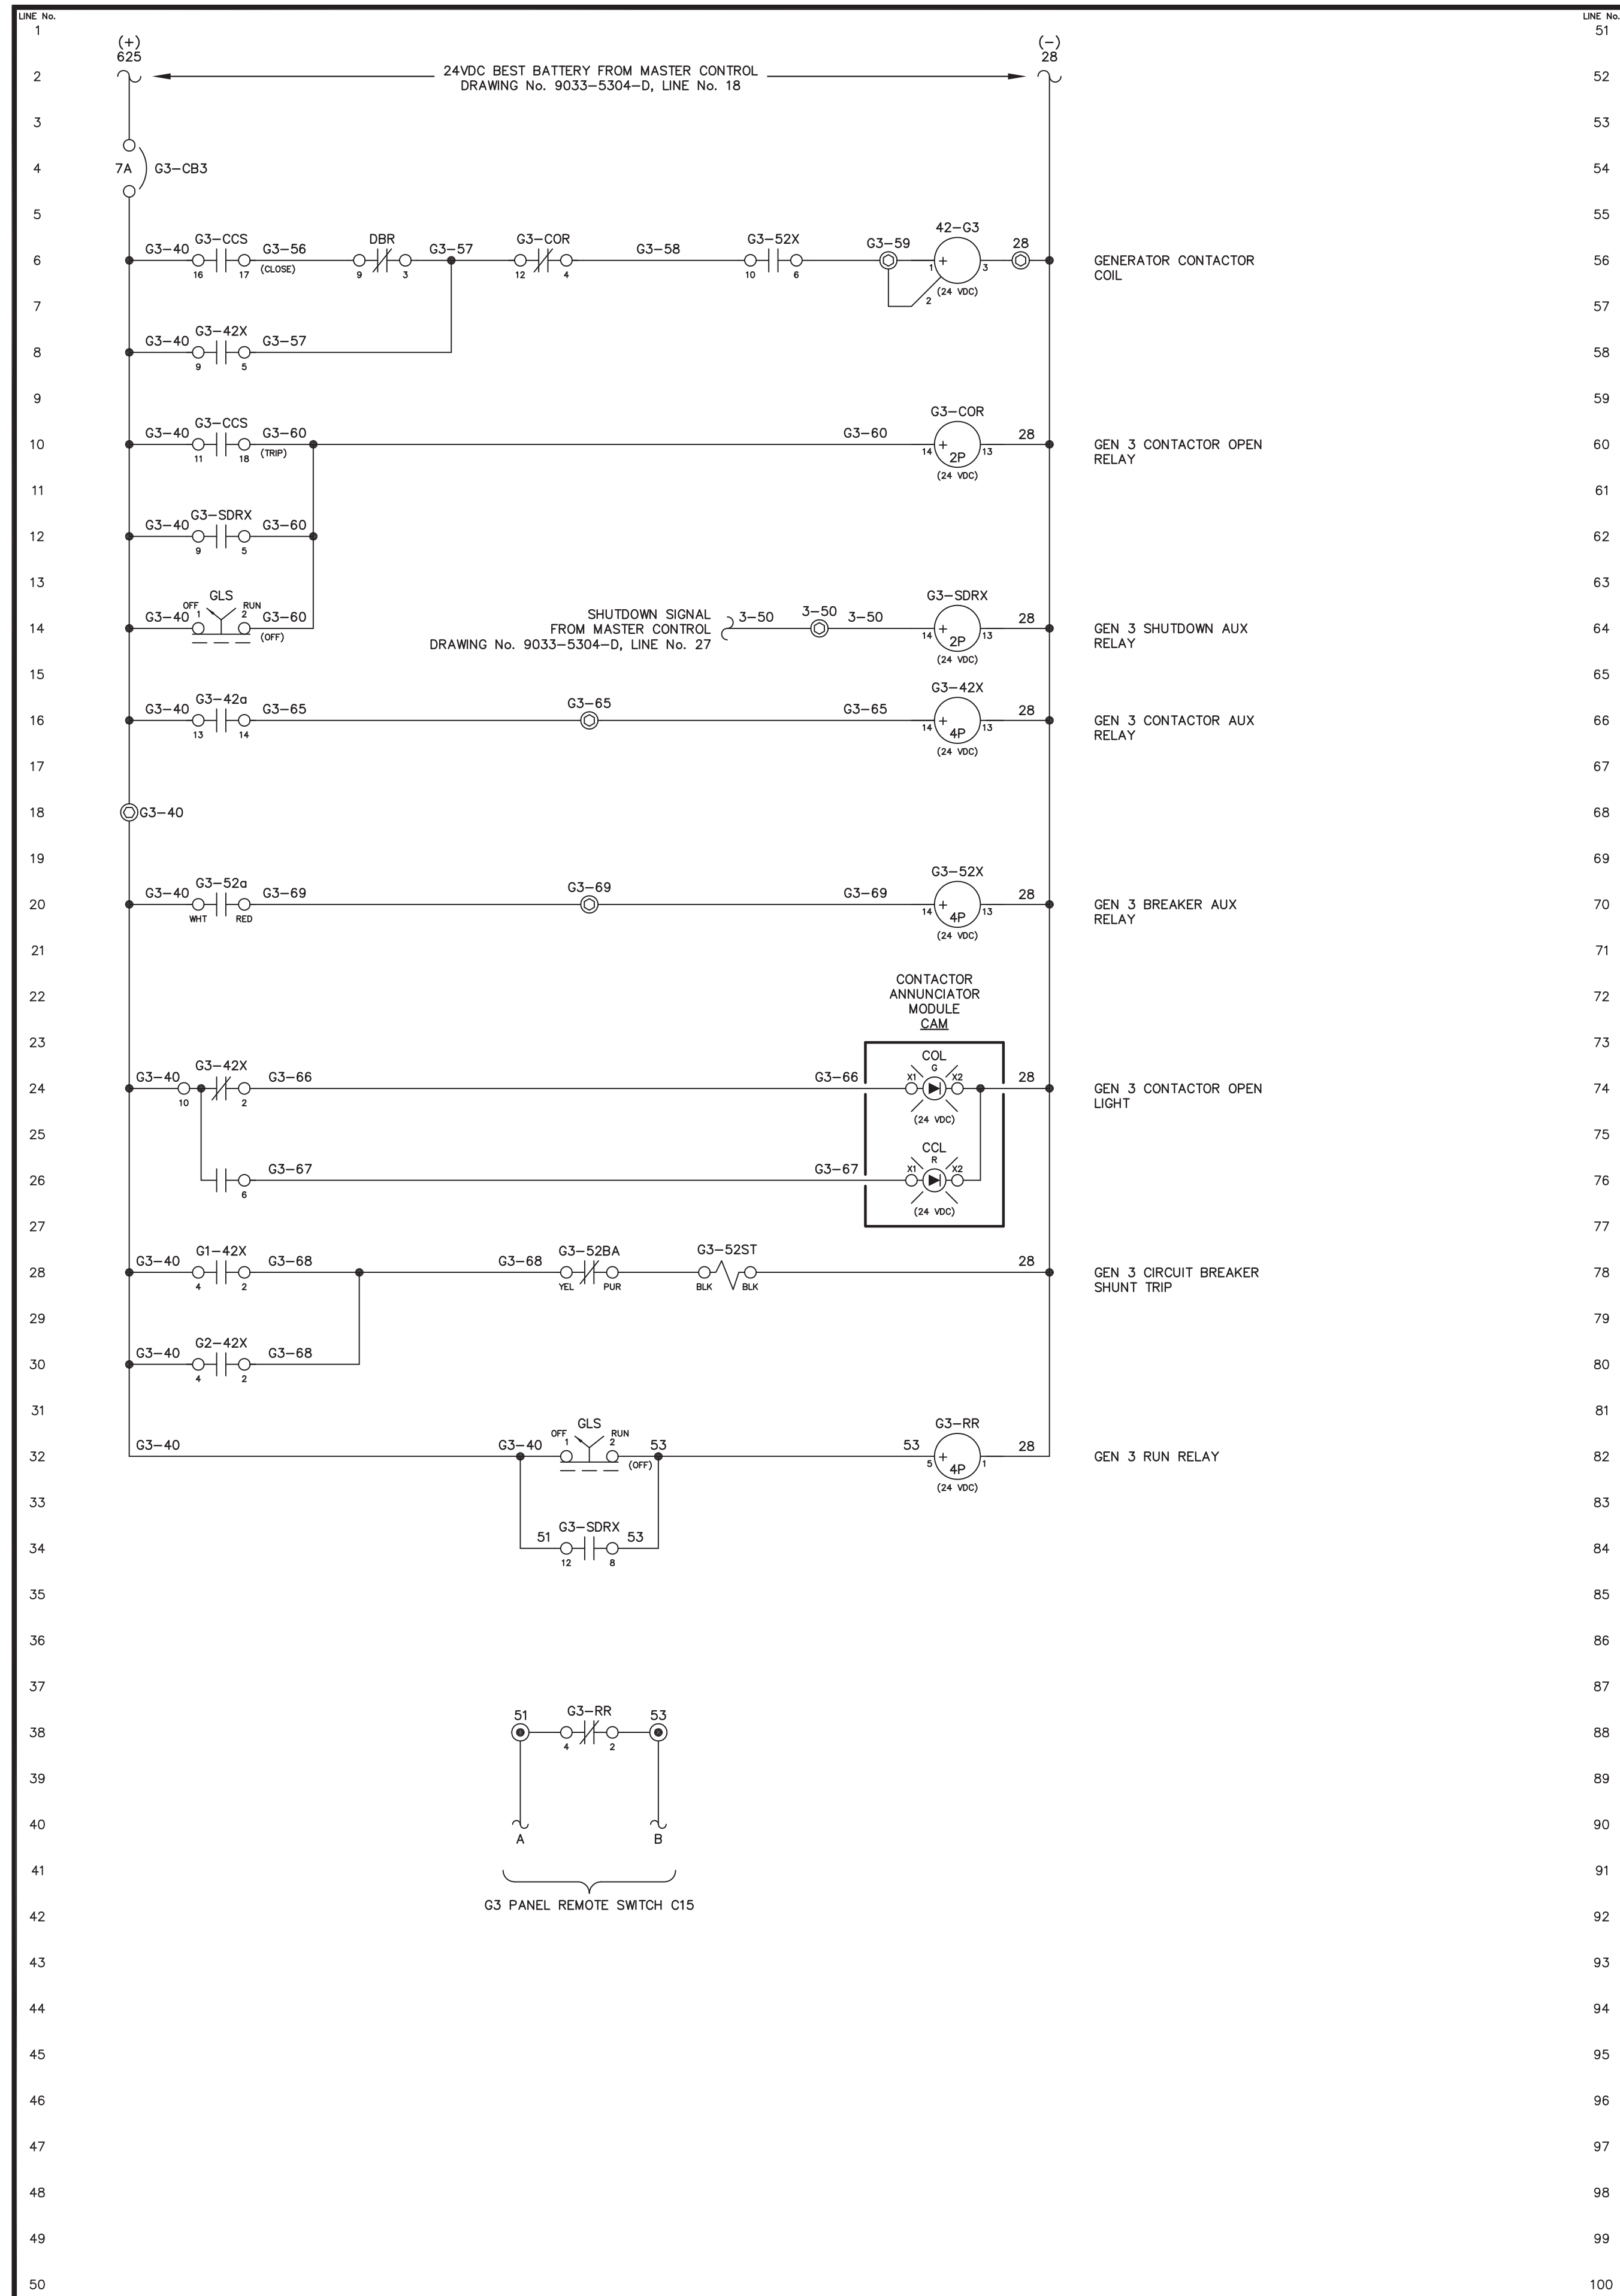 LINE No. LINE No.
1 51
(+) (−)
625 28
2 24VDC BEST BATTERY FROM MASTER CONTROL 52
DRAWING No. 9033−5304−D, LINE No. 18
3 53
4 7A G3−CB3 54
5 55
G3−CCS DBR G3−COR G3−52X 42−G3
6 G3−40 G3−56 G3−57 G3−58 G3−59 + 28 GENERATOR CONTACTOR 56
16 17 (CLOSE) 9 3 12 4 10 6 1 3 COIL
7 2 (24 VDC) 57
G3−42X
8 G3−40 G3−57 58
9 5
9 59
G3−CCS G3−COR
10 G3−40 G3−60 G3−60 + 28 GEN 3 CONTACTOR OPEN 60
11 18 (TRIP) 14 2P 13 RELAY
(24 VDC)
11 61
G3−SDRX
12 G3−40 G3−60 62
9 5
13 63
GLS G3−SDRX
OFF 1 RUN 2 SHUTDOWN SIGNAL 3−50 3−50 3−50
14 G3−40 G3−60 FROM MASTER CONTROL + 28 GEN 3 SHUTDOWN AUX 64
(OFF) DRAWING No. 9033−5304−D, LINE No. 27 14 2P 13 RELAY
(24 VDC)
15 65
G3−42a G3−65 G3−42X
16 G3−40 G3−65 G3−65 + 28 GEN 3 CONTACTOR AUX 66
13 14 14 4P 13 RELAY
(24 VDC)
17 67
18 G3−40 68
19 69
G3−52a G3−69 G3−52X
20 G3−40 G3−69 G3−69 + 28 GEN 3 BREAKER AUX 70
WHT RED 14 4P 13 RELAY
(24 VDC)
21 71
CONTACTOR
22 ANNUNCIATOR 72
MODULE
CAM
23 73
G3−42X COL
G
24 G3−40 G3−66 G3−66 X1 X2 28 GEN 3 CONTACTOR OPEN 74
10 2 LIGHT
(24 VDC)
25 75
CCL
R
26 G3−67 G3−67 X1 X2 76
6
(24 VDC)
27 77
G1−42X G3−52BA G3−52ST
28 G3−40 G3−68 G3−68 28 GEN 3 CIRCUIT BREAKER 78
4 2 YEL PUR BLK BLK SHUNT TRIP
29 79
G2−42X
30 G3−40 G3−68 80
4 2
31 81
GLS G3−RR
OFF 1 RUN 2
32 G3−40 G3−40 53 53 + 28 GEN 3 RUN RELAY 82
(OFF) 5 4P 1
(24 VDC)
33 83
G3−SDRX
34 51 53 84
12 8
35 85
36 86
37 87
51 G3−RR 53
38 88
4 2
39 89
40 90
A B
41 91
G3 PANEL REMOTE SWITCH C15
42 92
43 93
44 94
45 95
46 96
47 97
48 98
49 99
50 100